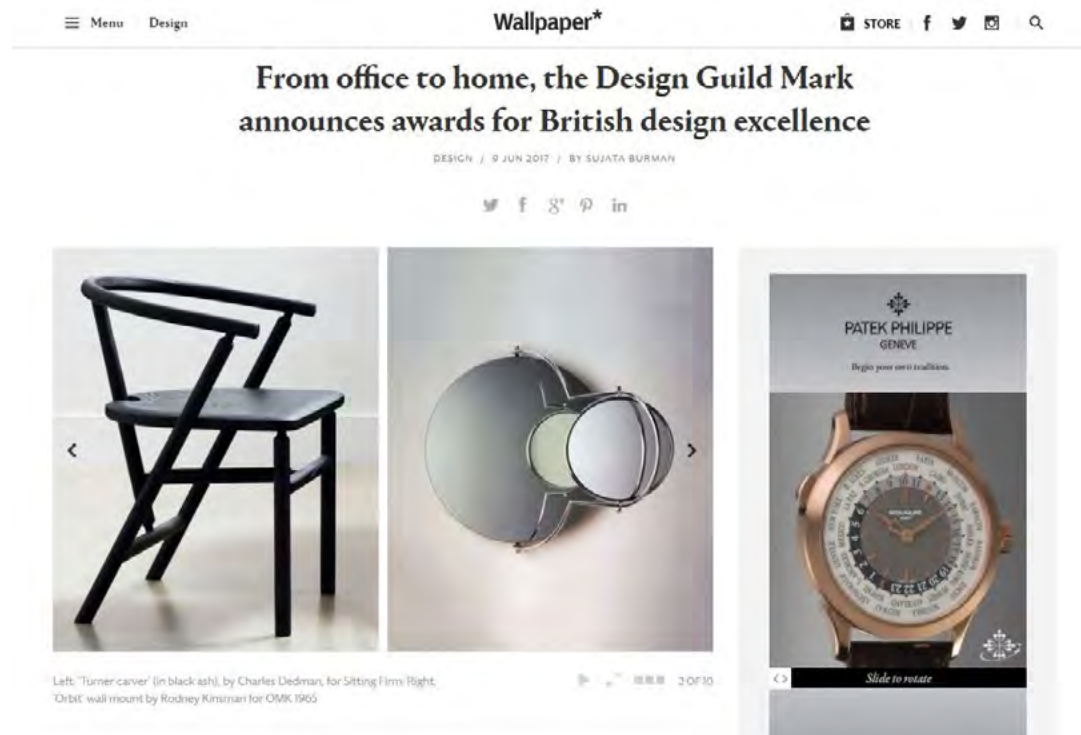 Menu
Design
Wallpaper*
STORE
From office to home, the Design Guild Mark
announces awards for British design excellence
DESIGN / 9 JUN 2017 / BY SUJATA BURMAN
Left, 'Turner carver' (in black ash), by Charles Dedman, for Sitting Firm. Right,
'Orbit' wall mount by Rodney Kinsman for OMK 1965
2 OF 10
PATEK PHILIPPE
GENEVE
Begin your own tradition.
LONDON
Slide to rotate